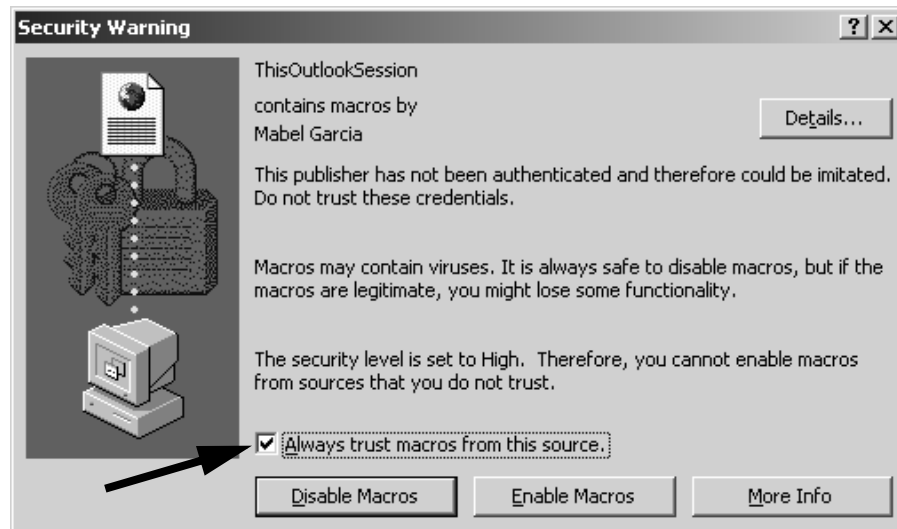 Security Warning
ThisOutlookSession
contains macros by
Mabel Garcia
Details...
This publisher has not been authenticated and therefore could be imitated.
Do not trust these credentials.
Macros may contain viruses. It is always safe to disable macros, but if the
macros are legitimate, you might lose some functionality.
The security level is set to High. Therefore, you cannot enable macros
from sources that you do not trust.
Always trust macros from this source.
Disable Macros
Enable Macros
More Info